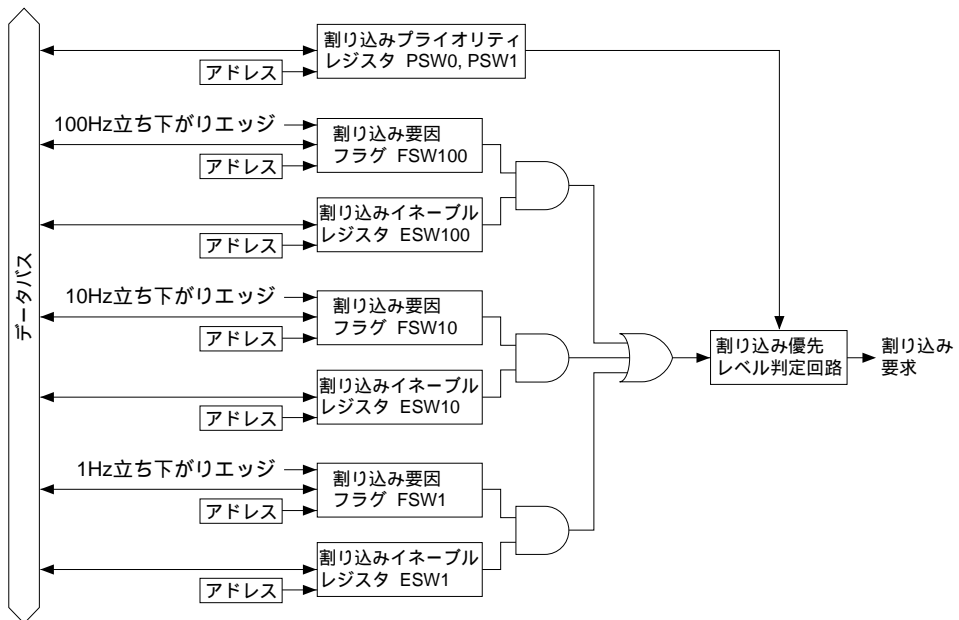 データバス
割り込みプライオリティ
レジスタ PSW0, PSW1
アドレス
100Hz立ち下がりエッジ
割り込み要因
フラグ FSW100
アドレス
割り込みイネーブル
レジスタ ESW100
アドレス
10Hz立ち下がりエッジ
割り込み要因
フラグ FSW10
アドレス
割り込みイネーブル
レジスタ ESW10
アドレス
1Hz立ち下がりエッジ
割り込み要因
フラグ FSW1
アドレス
割り込みイネーブル
レジスタ ESW1
アドレス
割り込み優先
レベル判定回路
割り込み
要求